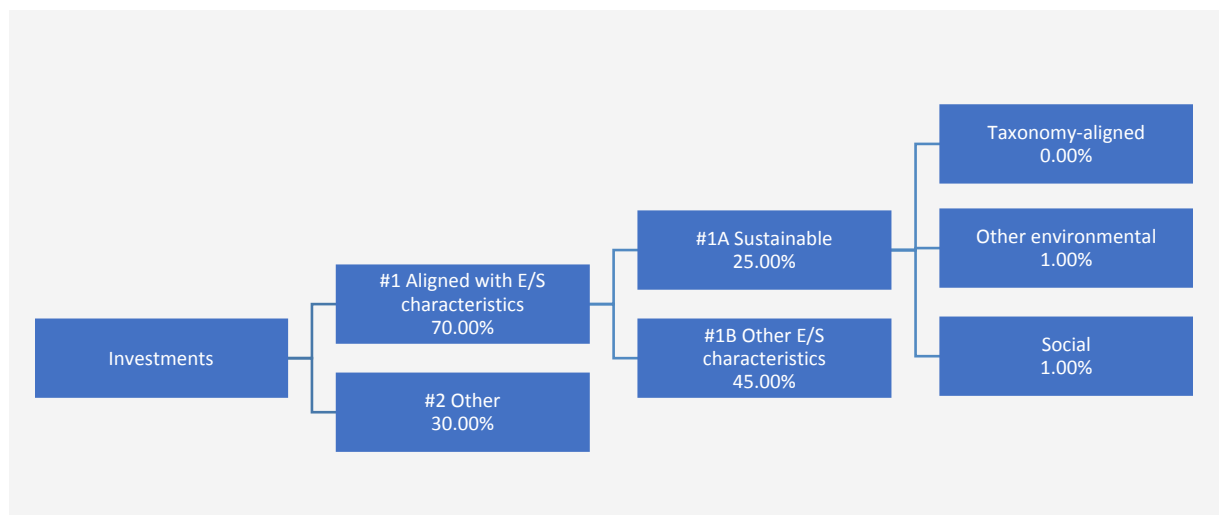 Investments
#1 Aligned with E/S
characteristics
70.00%
#2 Other
30.00%
#1A Sustainable
25.00%
#1B Other E/S
characteristics
45.00%
Taxonomy-aligned
0.00%
Other environmental
1.00%
Social
1.00%